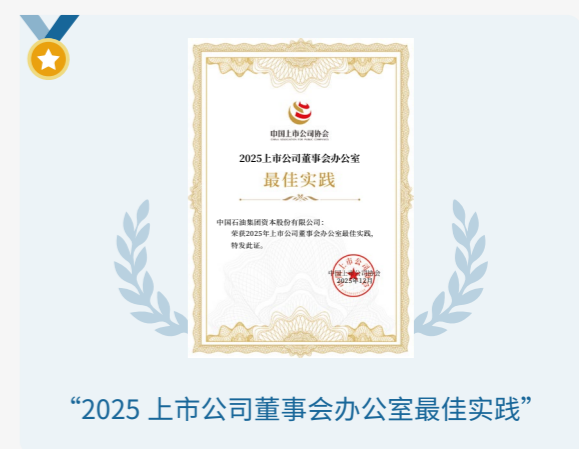 中国上市公司协会
2025上市公司董事会办公室
最佳实践
中国石油集团资本股份有限公司：
荣获2025年上市公司董事会办公室最佳实践，
特发此证。
中国上市公司协会
2025年12月
“2025 上市公司董事会办公室最佳实践”